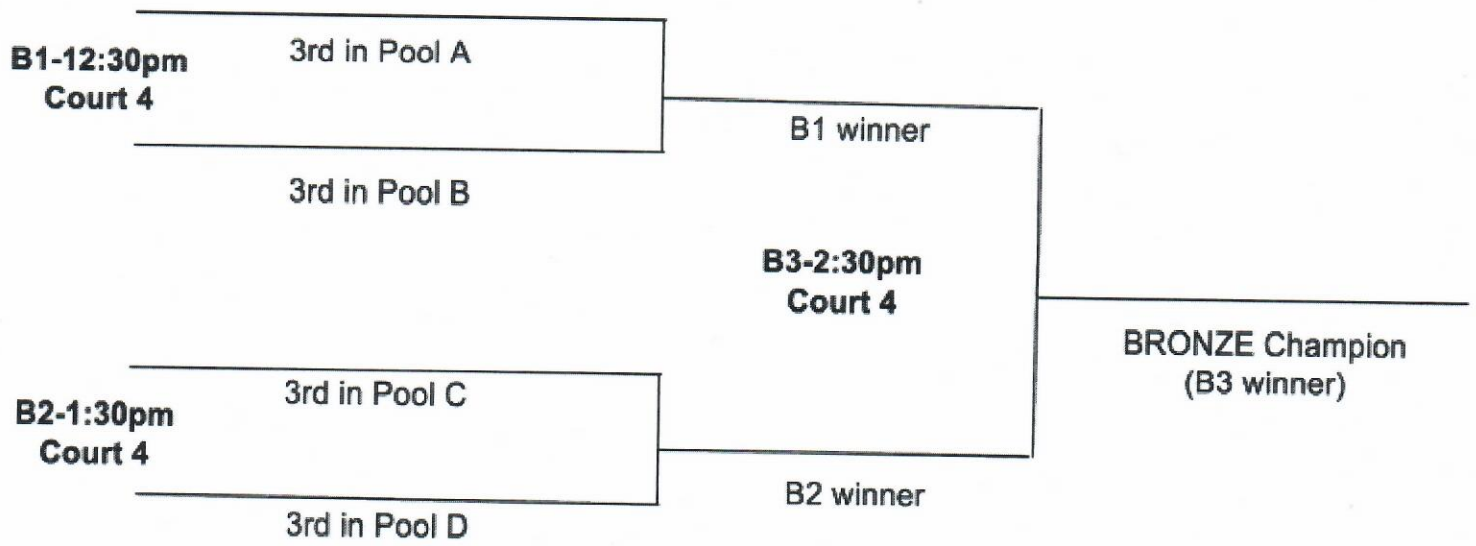 3rd in Pool A
B1-12:30pm
Court 4
B1 winner
3rd in Pool B
B3-2:30pm
Court 4
BRONZE Champion
(B3 winner)
3rd in Pool C
B2-1:30pm
Court 4
B2 winner
3rd in Pool D